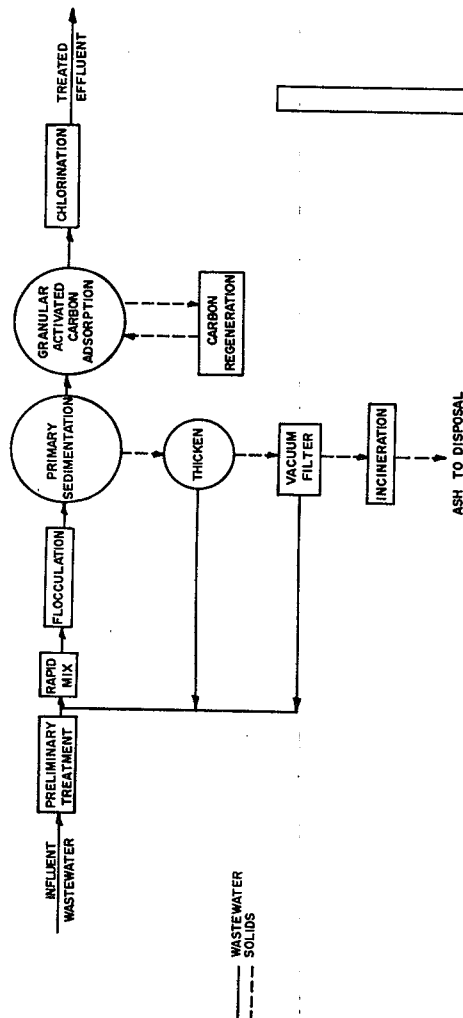 INFLUENT
WASTEWATER
PRELIMINARY
TREATMENT
RAPID
MIX
FLOCCULATION
PRIMARY
SEDIMENTATION
GRANULAR
ACTIVATED
CARBON
ADSORPTION
CHLORINATION
TREATED
EFFLUENT
CARBON
REGENERATION
THICKEN
VACUUM
FILTER
INCINERATION
ASH TO DISPOSAL
WASTEWATER
SOLIDS